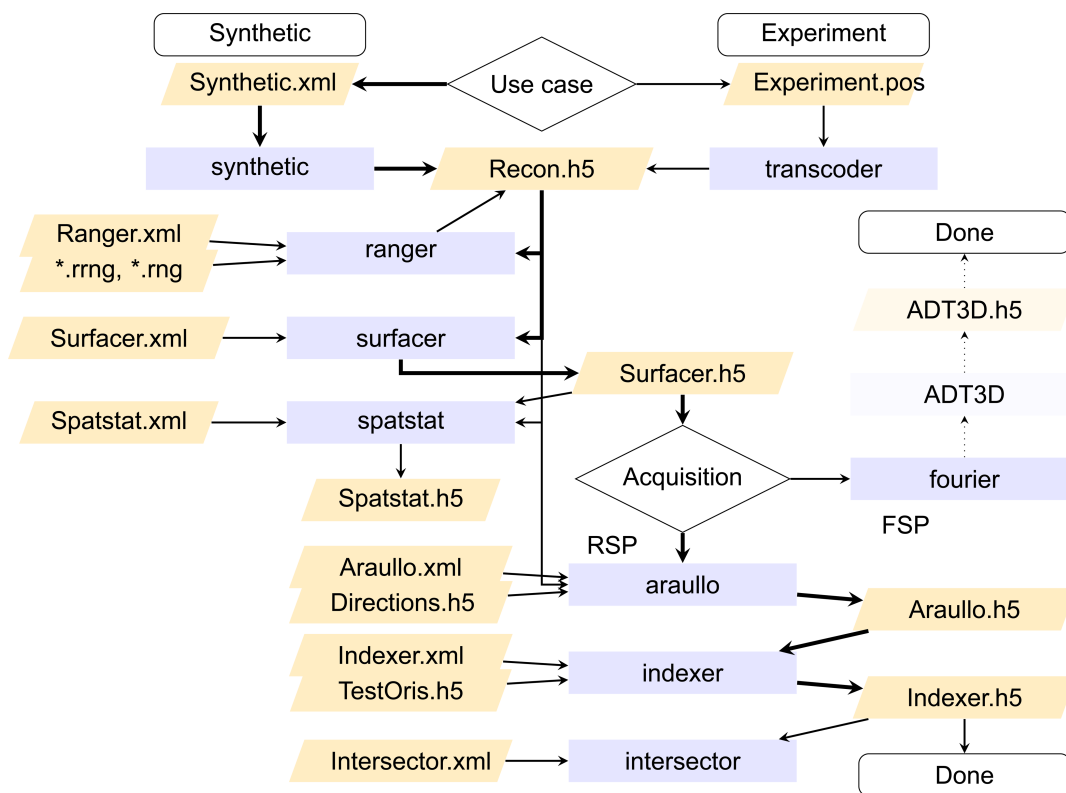 Synthetic
Experiment
Synthetic.xml
Use case
Experiment.pos
synthetic
Recon.h5
transcoder
Ranger.xml
*.rrng, *.rng
ranger
Done
ADT3D.h5
Surfacer.xml
surfacer
Surfacer.h5
ADT3D
Spatstat.xml
spatstat
Acquisition
fourier
Spatstat.h5
FSP
RSP
Araullo.xml
Directions.h5
araullo
Araullo.h5
Indexer.xml
TestOris.h5
indexer
Indexer.h5
Intersector.xml
intersector
Done